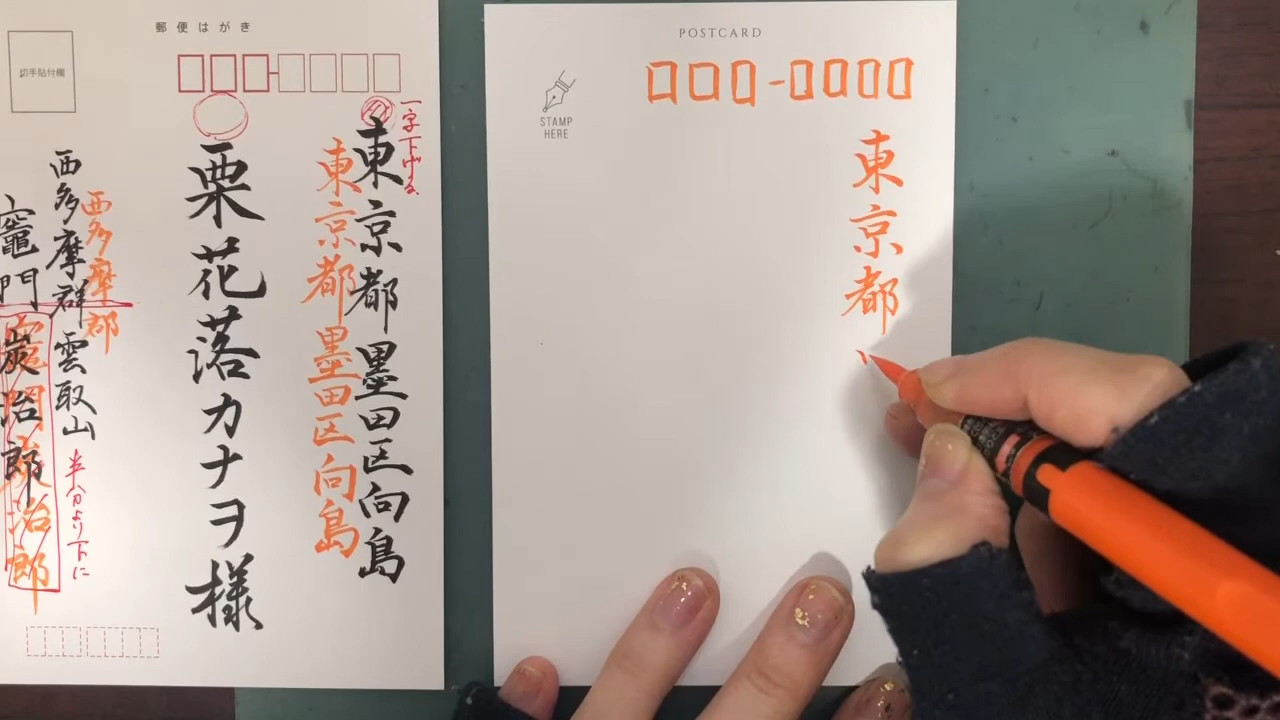 郵便はがき
切手貼付欄
一字下げる
東京都墨田区向島
東京都墨田区向島
栗花落カナヲ様
西多摩郡
西多摩群雲取山
半分より下に
竈門炭治郎
竈門炭治郎
POSTCARD
STAMP
HERE
□□□-□□□□
東京都